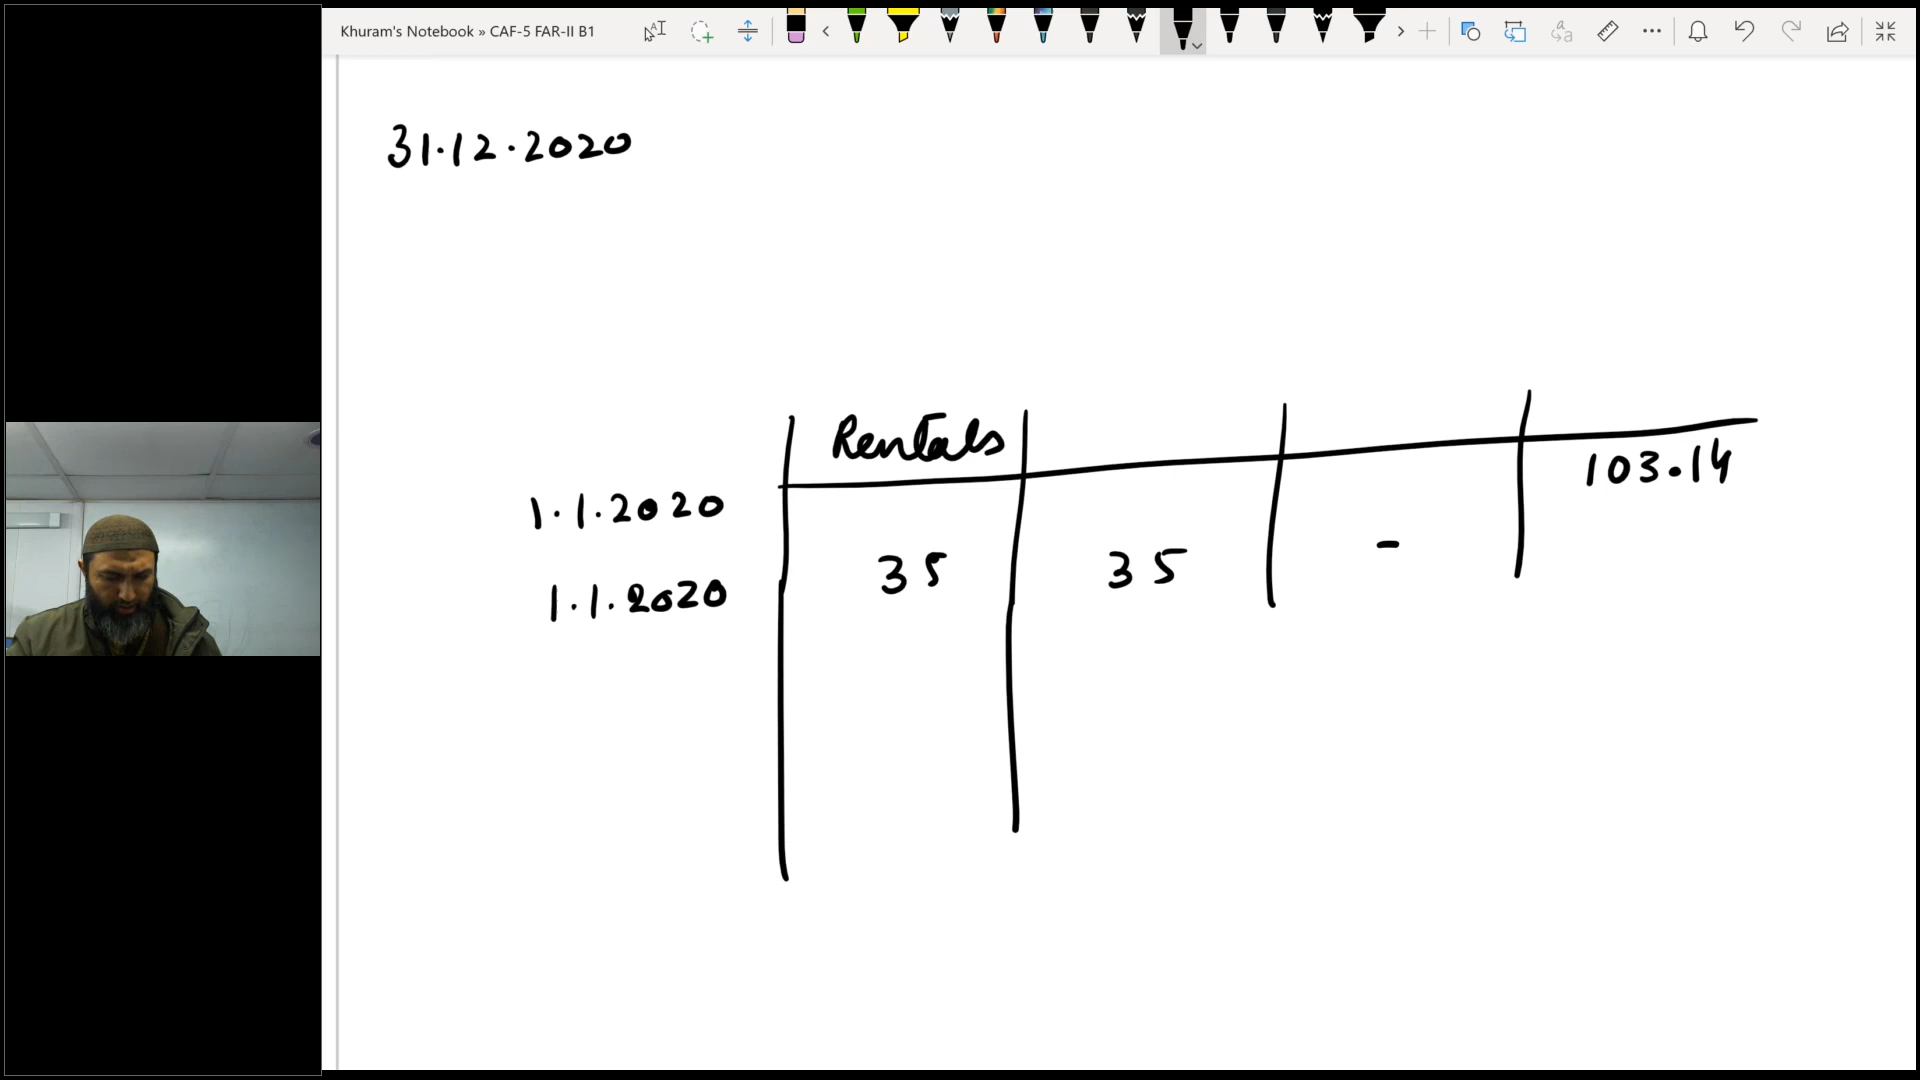 Khuram's Notebook » CAF-5 FAR-II B1
31.12.2020
Rentals
1.1.2020 103.14
1.1.2020 35 35 -